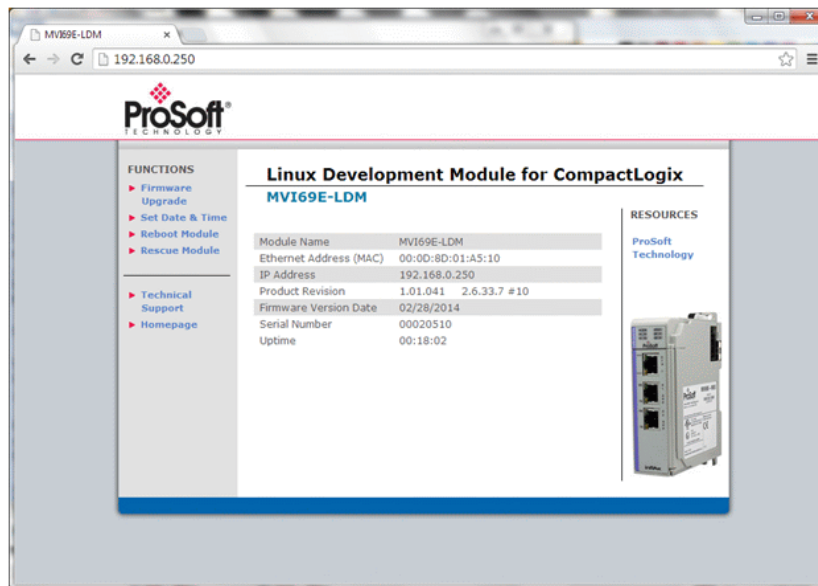 MVI69E-LDM
192.168.0.250
ProSoft®
TECHNOLOGY
FUNCTIONS
Firmware
Upgrade
Set Date & Time
Reboot Module
Rescue Module
Technical
Support
Homepage
Linux Development Module for CompactLogix
MVI69E-LDM
Module Name MVI69E-LDM
Ethernet Address (MAC) 00:0D:8D:01:A5:10
IP Address 192.168.0.250
Product Revision 1.01.041 2.6.33.7 #10
Firmware Version Date 02/28/2014
Serial Number 00020510
Uptime 00:18:02
RESOURCES
ProSoft
Technology